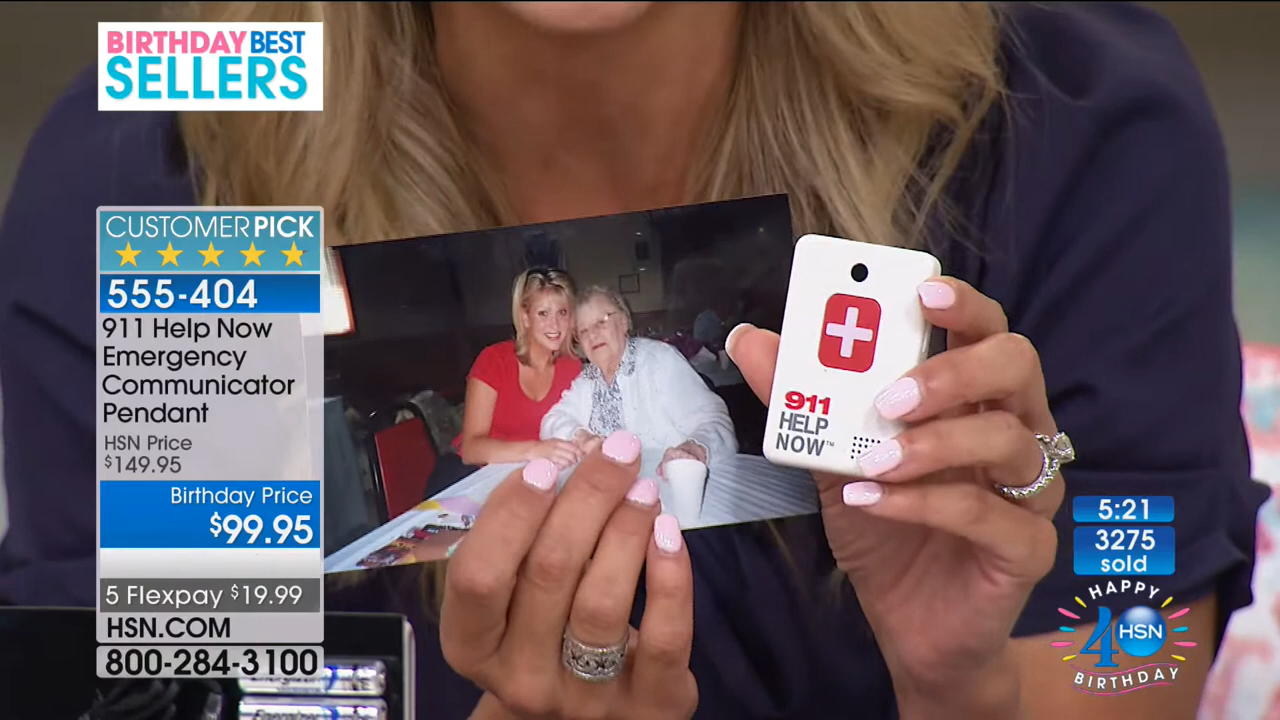 BIRTHDAY BEST
SELLERS
CUSTOMER PICK
555-404
911 Help Now
Emergency
Communicator
Pendant
HSN Price
$149.95
Birthday Price
$99.95
5 Flexpay $19.99
HSN.COM
800-284-3100
911
HELP
NOW™
5:21
3275
sold
HAPPY
40
HSN
BIRTHDAY